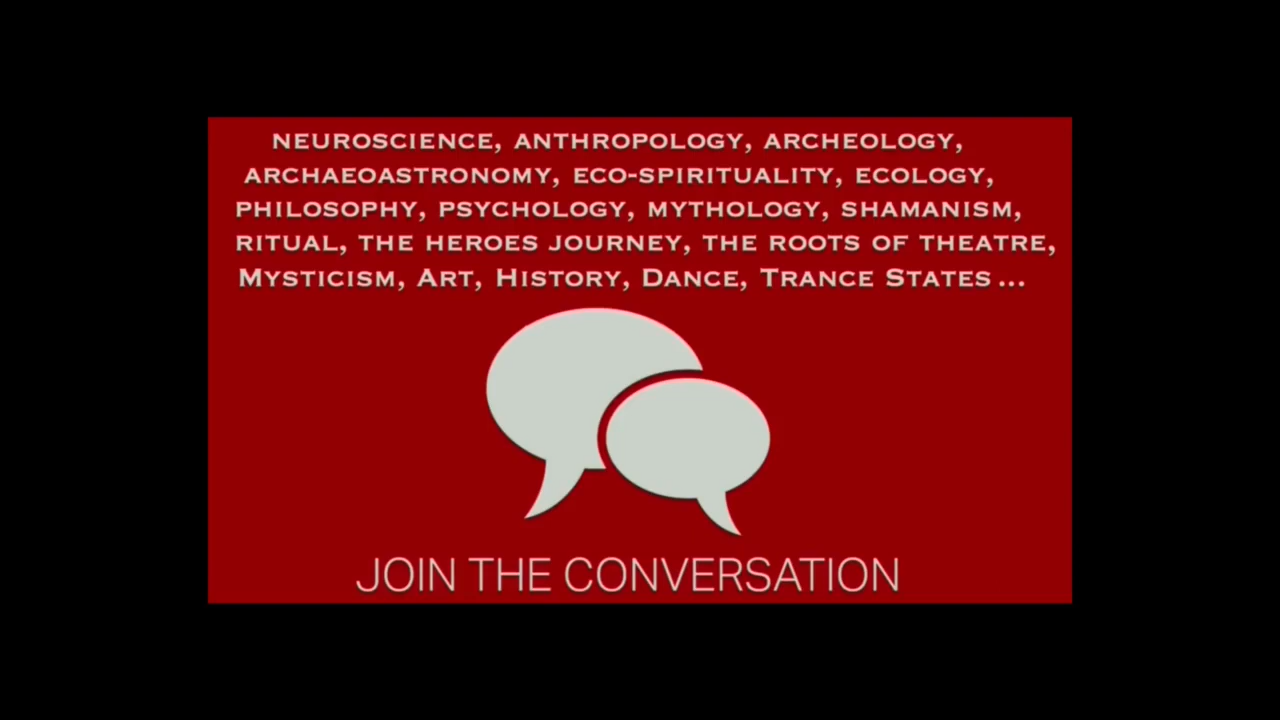 NEUROSCIENCE, ANTHROPOLOGY, ARCHEOLOGY,
ARCHAEOASTRONOMY, ECO-SPIRITUALITY, ECOLOGY,
PHILOSOPHY, PSYCHOLOGY, MYTHOLOGY, SHAMANISM,
RITUAL, THE HEROES JOURNEY, THE ROOTS OF THEATRE,
MYSTICISM, ART, HISTORY, DANCE, TRANCE STATES ...
JOIN THE CONVERSATION